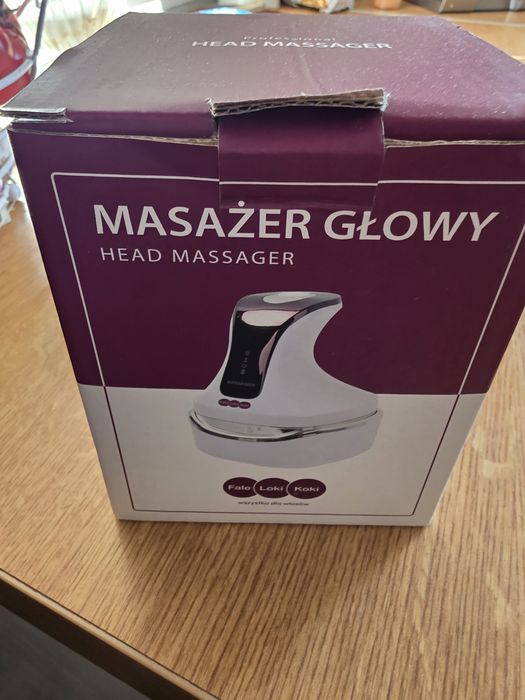 Professional
HEAD MASSAGER
MASAŻER GŁOWY
HEAD MASSAGER
Fale Loki Koki
wszystko dla włosów